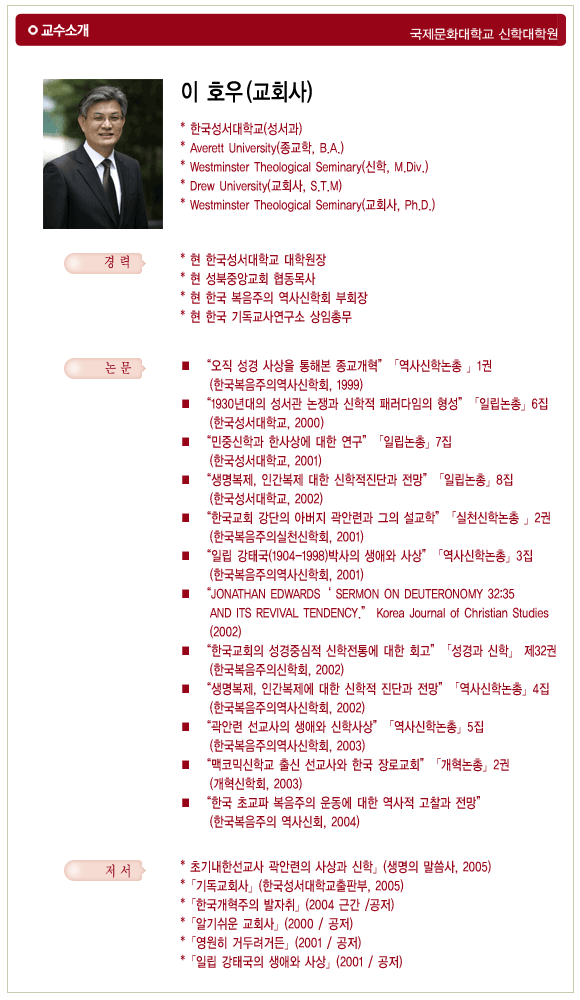 교수소개
국제문화대학교 신학대학원
이 호우(교회사)
* 한국성서대학교(성서과)
* Averett University(종교학, B.A.)
* Westminster Theological Seminary(신학, M.Div.)
* Drew University(교회사, S.T.M)
* Westminster Theological Seminary(교회사, Ph.D.)
경 력
* 현 한국성서대학교 대학원장
* 현 성북중앙교회 협동목사
* 현 한국 복음주의 역사신학회 부회장
* 현 한국 기독교사연구소 상임총무
논 문
■ “오직 성경 사상을 통해본 종교개혁” 「역사신학논총 」1권
(한국복음주의역사신학회, 1999)
■ “1930년대의 성서관 논쟁과 신학적 패러다임의 형성” 「일립논총」6집
(한국성서대학교, 2000)
■ “민중신학과 한사상에 대한 연구” 「일립논총」7집
(한국성서대학교, 2001)
■ “생명복제, 인간복제 대한 신학적진단과 전망” 「일립논총」8집
(한국성서대학교, 2002)
■ “한국교회 강단의 아버지 곽안련과 그의 설교학” 「실천신학논총 」2권
(한국복음주의실천신학회, 2001)
■ “일립 강태국(1904-1998)박사의 생애와 사상” 「역사신학논총」3집
(한국복음주의역사신학회, 2001)
■ “JONATHAN EDWARDS ‘ SERMON ON DEUTERONOMY 32:35
AND ITS REVIVAL TENDENCY.” Korea Journal of Christian Studies
(2002)
■ “한국교회의 성경중심적 신학전통에 대한 회고” 「성경과 신학」 제32권
(한국복음주의신학회, 2002)
■ “생명복제, 인간복제에 대한 신학적 진단과 전망” 「역사신학논총」4집
(한국복음주의역사신학회, 2002)
■ “곽안련 선교사의 생애와 신학사상” 「역사신학논총」5집
(한국복음주의역사신학회, 2003)
■ “맥코믹신학교 출신 선교사와 한국 장로교회” 「개혁논총」2권
(개혁신학회, 2003)
■ “한국 초교파 복음주의 운동에 대한 역사적 고찰과 전망”
(한국복음주의 역사신회, 2004)
저 서
* 초기내한선교사 곽안련의 사상과 신학」(생명의 말씀사, 2005)
*「기독교회사」(한국성서대학교출판부, 2005)
*「한국개혁주의 발자취」(2004 근간 /공저)
*「알기쉬운 교회사」(2000 / 공저)
*「영원히 거두려거든」(2001 / 공저)
*「일립 강태국의 생애와 사상」(2001 / 공저)